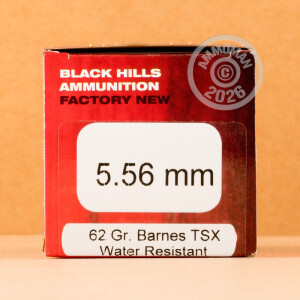 BLACK HILLS
AMMUNITION
FACTORY NEW
AMMOMAN
©
2026
5.56 mm
62 Gr. Barnes TSX
Water Resistant